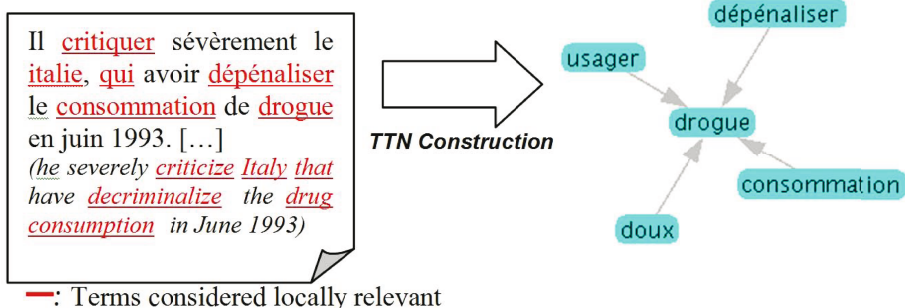 Il critiquer sévèrement le
italie, qui avoir dépénaliser
le consommation de drogue
en juin 1993. […]
(he severely criticize Italy that
have decriminalize the drug
consumption in June 1993)
: Terms considered locally relevant
TTN Construction
dépénaliser
usager
drogue
consommation
doux